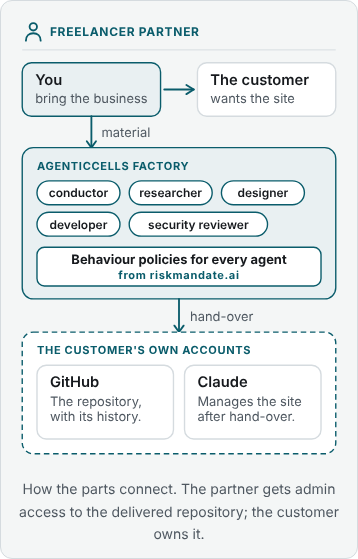 FREELANCER PARTNER
You
bring the business
The customer
wants the site
material
AGENTICCELLS FACTORY
conductor
researcher
designer
developer
security reviewer
Behaviour policies for every agent
from riskmandate.ai
hand-over
THE CUSTOMER'S OWN ACCOUNTS
GitHub
The repository,
with its history.
Claude
Manages the site
after hand-over.
How the parts connect. The partner gets admin
access to the delivered repository; the customer
owns it.